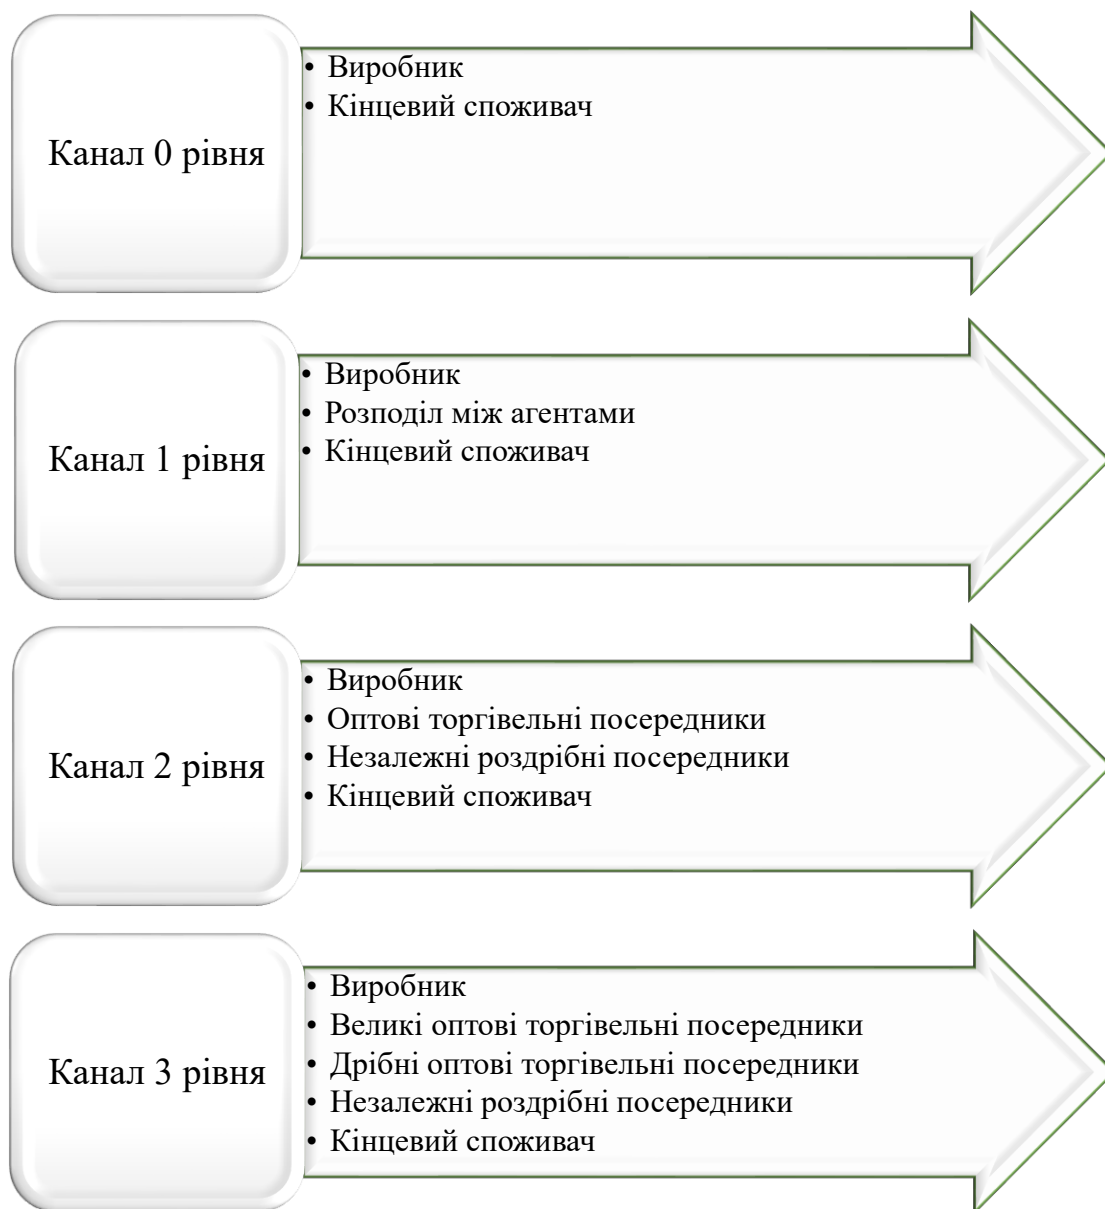 Канал 0 рівня
• Виробник
• Кінцевий споживач
Канал 1 рівня
• Виробник
• Розподіл між агентами
• Кінцевий споживач
Канал 2 рівня
• Виробник
• Оптові торгівельні посередники
• Незалежні роздрібні посередники
• Кінцевий споживач
Канал 3 рівня
• Виробник
• Великі оптові торгівельні посередники
• Дрібні оптові торгівельні посередники
• Незалежні роздрібні посередники
• Кінцевий споживач